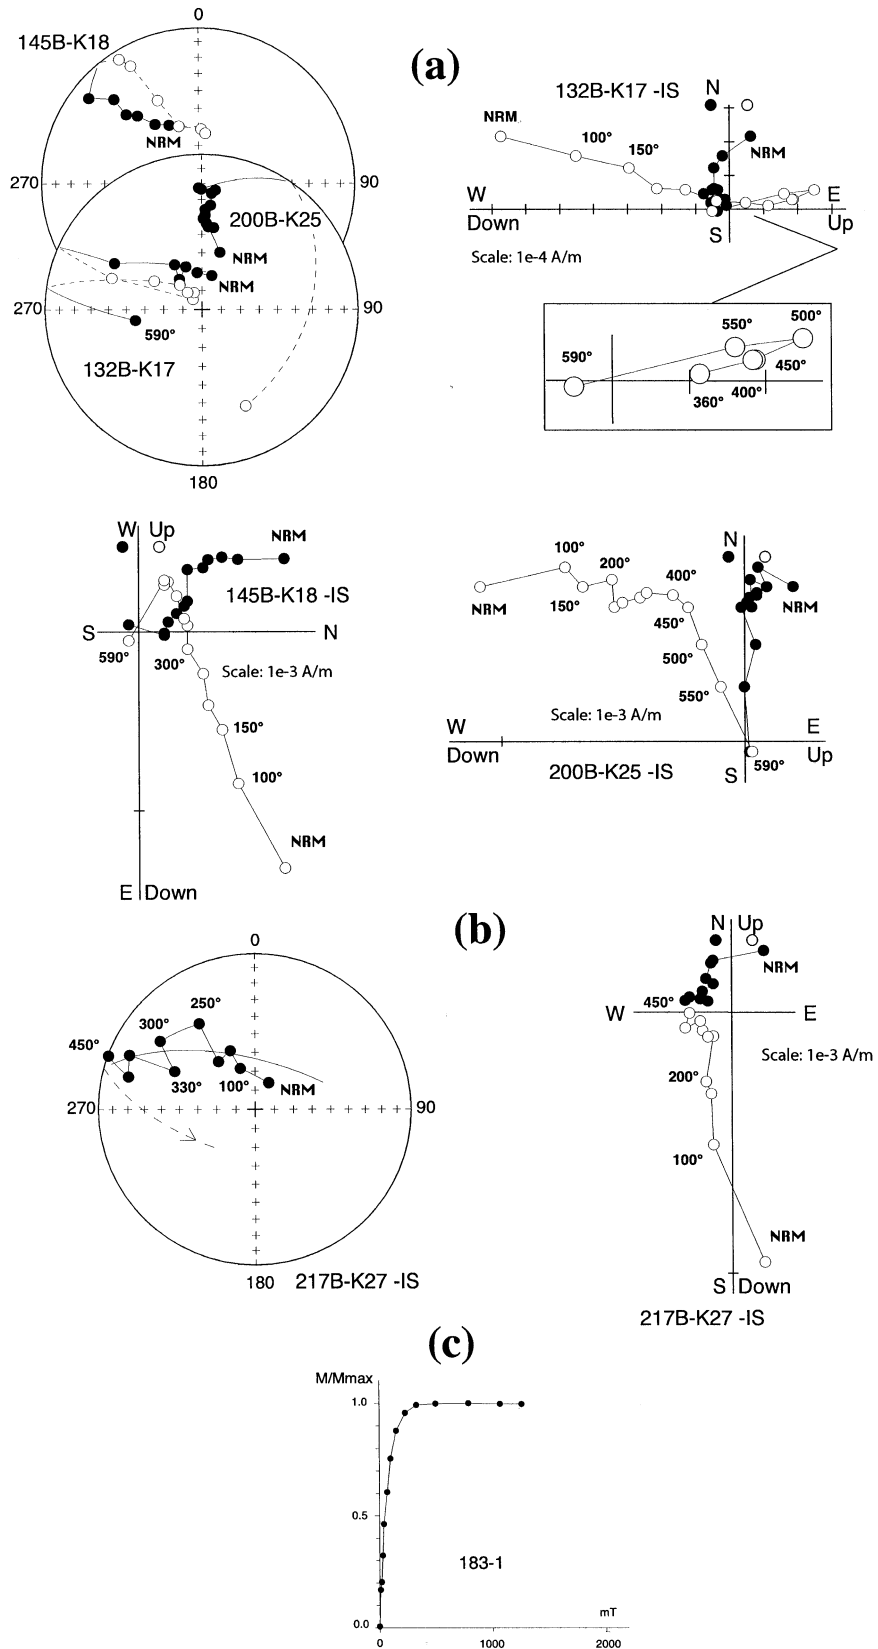 (a)
0
145B-K18
NRM
270
90
200B-K25
NRM
NRM
270
90
590°
132B-K17
180
132B-K17 -IS
N
NRM
100°
150°
NRM
W
E
Down
Up
S
Scale: 1e-4 A/m
500°
550°
590°
450°
400°
360°
W
Up
NRM
145B-K18 -IS
S
N
590°
300°
Scale: 1e-3 A/m
150°
100°
NRM
E
Down
N
100°
200°
400°
NRM
150°
NRM
450°
500°
550°
Scale: 1e-3 A/m
W
E
Down
Up
590°
200B-K25 -IS
S
(b)
0
250°
300°
450°
330°
100°
NRM
270
90
180
217B-K27 -IS
N
Up
NRM
450°
W
E
Scale: 1e-3 A/m
200°
100°
NRM
S
Down
217B-K27 -IS
(c)
M/Mmax
1.0
0.5
183-1
mT
0.0
0
1000
2000